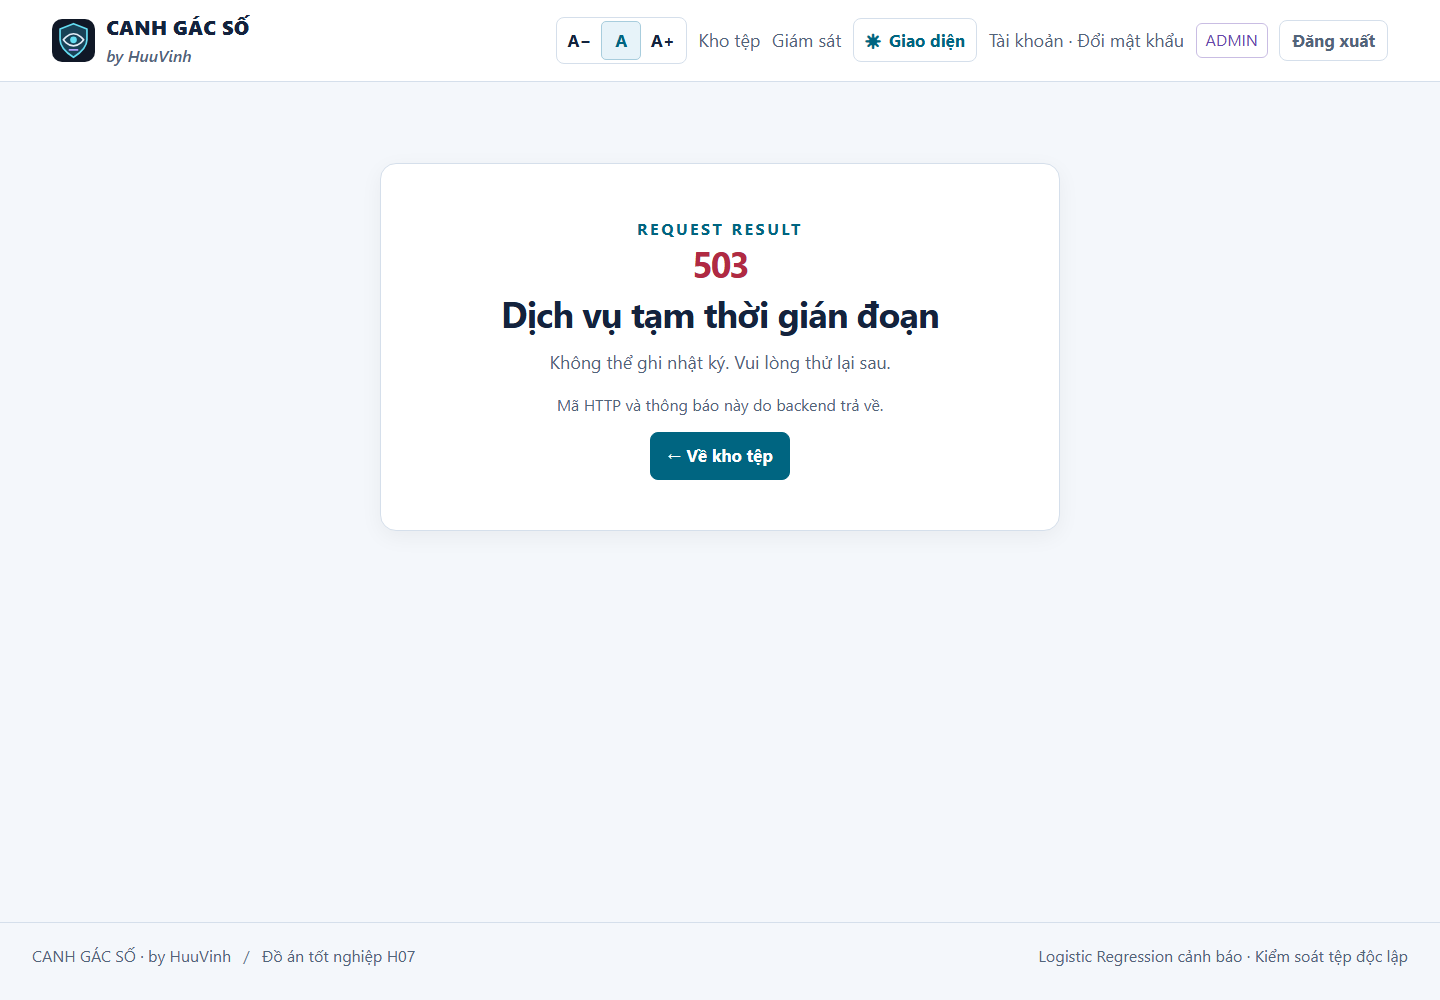 CANH GÁC SỐ
by HuuVinh
A− A A+ Kho tệp Giám sát Giao diện Tài khoản · Đổi mật khẩu ADMIN Đăng xuất
REQUEST RESULT
503
Dịch vụ tạm thời gián đoạn
Không thể ghi nhật ký. Vui lòng thử lại sau.
Mã HTTP và thông báo này do backend trả về.
← Về kho tệp
CANH GÁC SỐ · by HuuVinh / Đồ án tốt nghiệp H07
Logistic Regression cảnh báo · Kiểm soát tệp độc lập